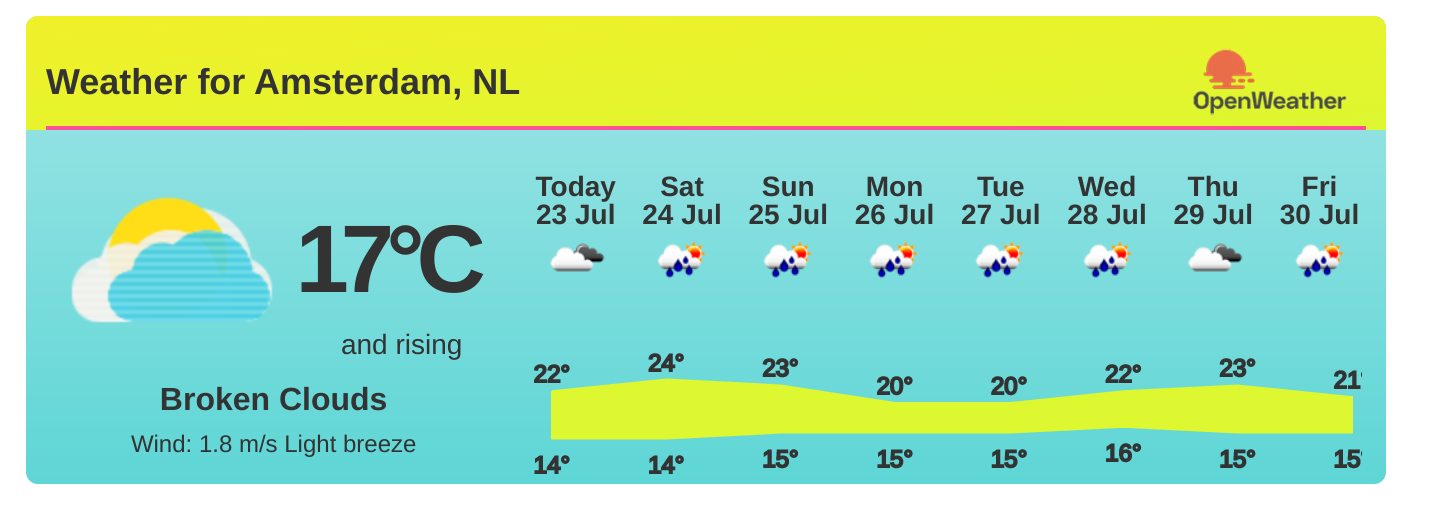 Weather for Amsterdam, NL
OpenWeather
17°C
and rising
Broken Clouds
Wind: 1.8 m/s Light breeze
Today Sat Sun Mon Tue Wed Thu Fri
23 Jul 24 Jul 25 Jul 26 Jul 27 Jul 28 Jul 29 Jul 30 Jul
22° 24° 23° 20° 20° 22° 23° 21°
14° 14° 15° 15° 15° 16° 15° 15°